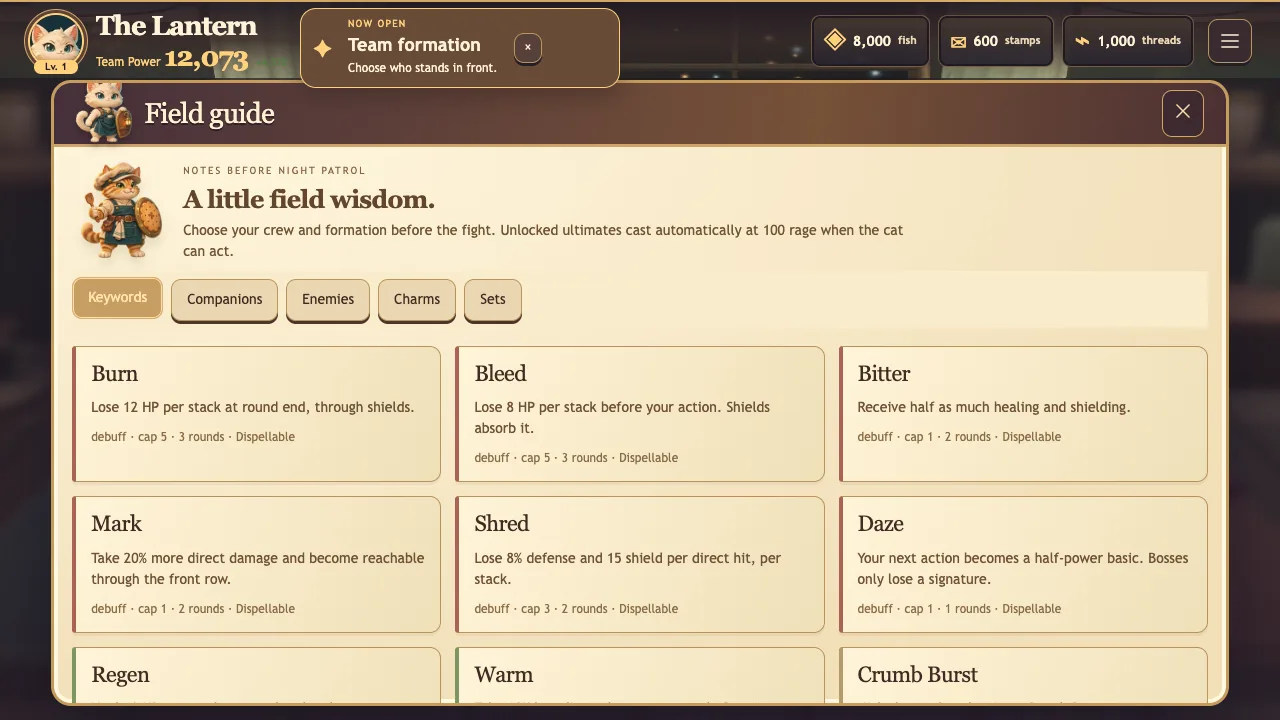 The Lantern
Lv. 1
Team Power 12,073
NOW OPEN
Team formation
Choose who stands in front.
×
8,000 fish
600 stamps
1,000 threads
Field guide
NOTES BEFORE NIGHT PATROL
A little field wisdom.
Choose your crew and formation before the fight. Unlocked ultimates cast automatically at 100 rage when the cat
can act.
Keywords
Companions
Enemies
Charms
Sets
Burn
Lose 12 HP per stack at round end, through shields.
debuff · cap 5 · 3 rounds · Dispellable
Bleed
Lose 8 HP per stack before your action. Shields
absorb it.
debuff · cap 5 · 3 rounds · Dispellable
Bitter
Receive half as much healing and shielding.
debuff · cap 1 · 2 rounds · Dispellable
Mark
Take 20% more direct damage and become reachable
through the front row.
debuff · cap 1 · 2 rounds · Dispellable
Shred
Lose 8% defense and 15 shield per direct hit, per
stack.
debuff · cap 3 · 2 rounds · Dispellable
Daze
Your next action becomes a half-power basic. Bosses
only lose a signature.
debuff · cap 1 · 1 rounds · Dispellable
Regen
Warm
Crumb Burst